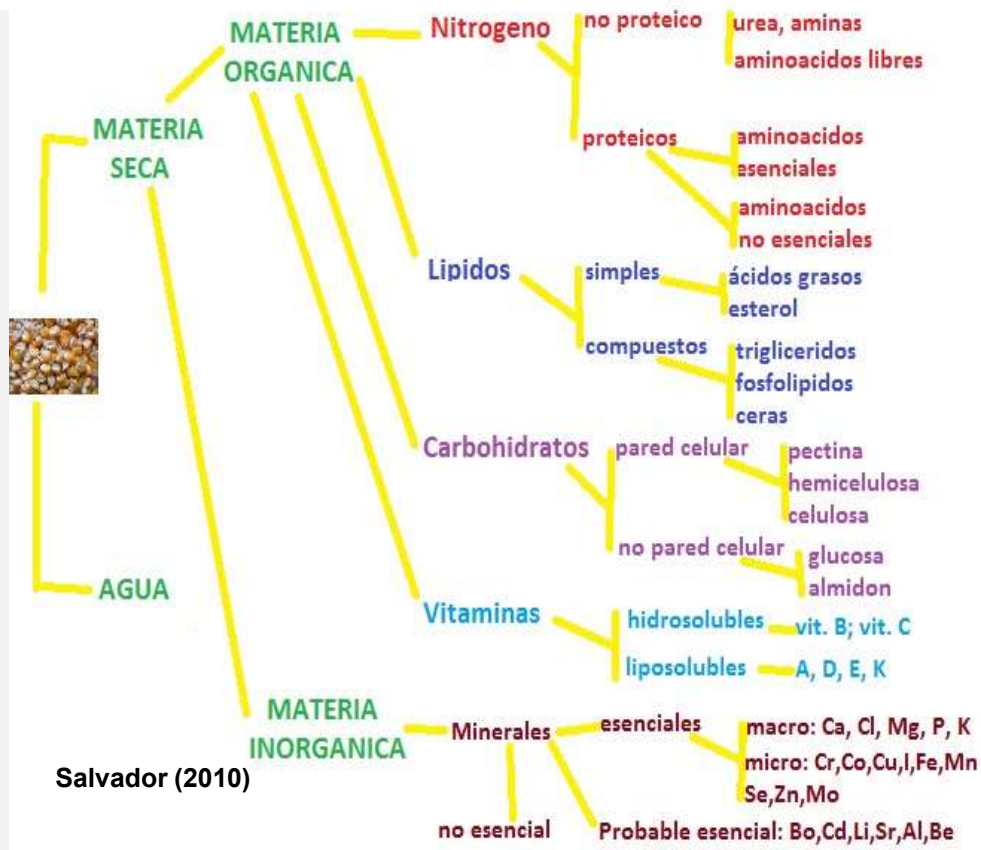 MATERIA
ORGANICA
Nitrogeno
no proteico
urea, aminas
aminoacidos libres
proteicos
aminoacidos
esenciales
aminoacidos
no esenciales
MATERIA
SECA
Lipidos
simples
ácidos grasos
esterol
compuestos
trigliceridos
fosfolipidos
ceras
Carbohidratos
pared celular
pectina
hemicelulosa
celulosa
no pared celular
glucosa
almidon
AGUA
Vitaminas
hidrosolubles
vit. B; vit. C
liposolubles
A, D, E, K
MATERIA
INORGANICA
Minerales
esenciales
macro: Ca, Cl, Mg, P, K
micro: Cr,Co,Cu,I,Fe,Mn
Se,Zn,Mo
no esencial
Probable esencial: Bo,Cd,Li,Sr,Al,Be
Salvador (2010)